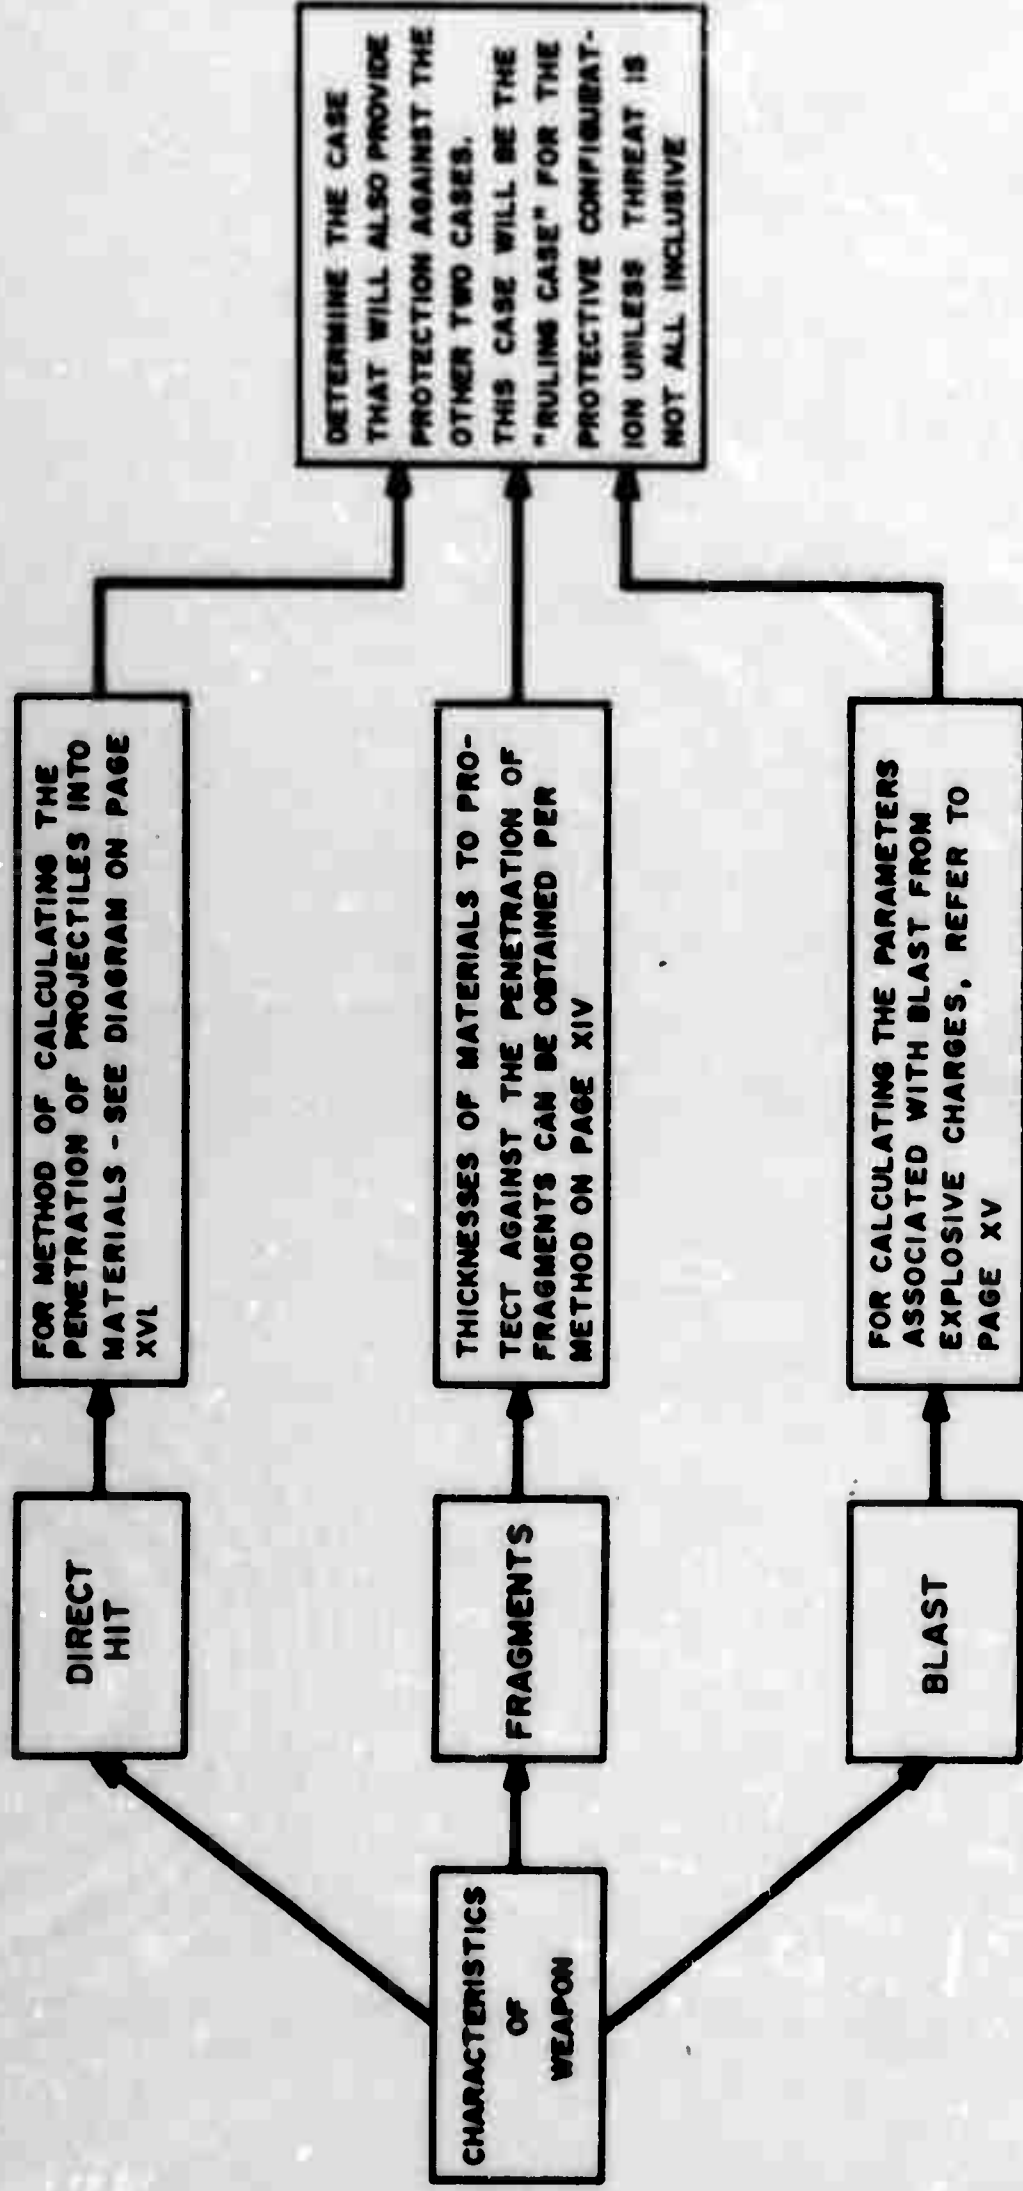 CHARACTERISTICS
OF
WEAPON
DIRECT
HIT
FOR METHOD OF CALCULATING THE
PENETRATION OF PROJECTILES INTO
MATERIALS - SEE DIAGRAM ON PAGE
XVI.
FRAGMENTS
THICKNESSES OF MATERIALS TO PRO-
TECT AGAINST THE PENETRATION OF
FRAGMENTS CAN BE OBTAINED PER
METHOD ON PAGE XIV
BLAST
FOR CALCULATING THE PARAMETERS
ASSOCIATED WITH BLAST FROM
EXPLOSIVE CHARGES, REFER TO
PAGE XV
DETERMINE THE CASE
THAT WILL ALSO PROVIDE
PROTECTION AGAINST THE
OTHER TWO CASES.
THIS CASE WILL BE THE
"RULING CASE" FOR THE
PROTECTIVE CONFIGURAT-
ION UNLESS THREAT IS
NOT ALL INCLUSIVE